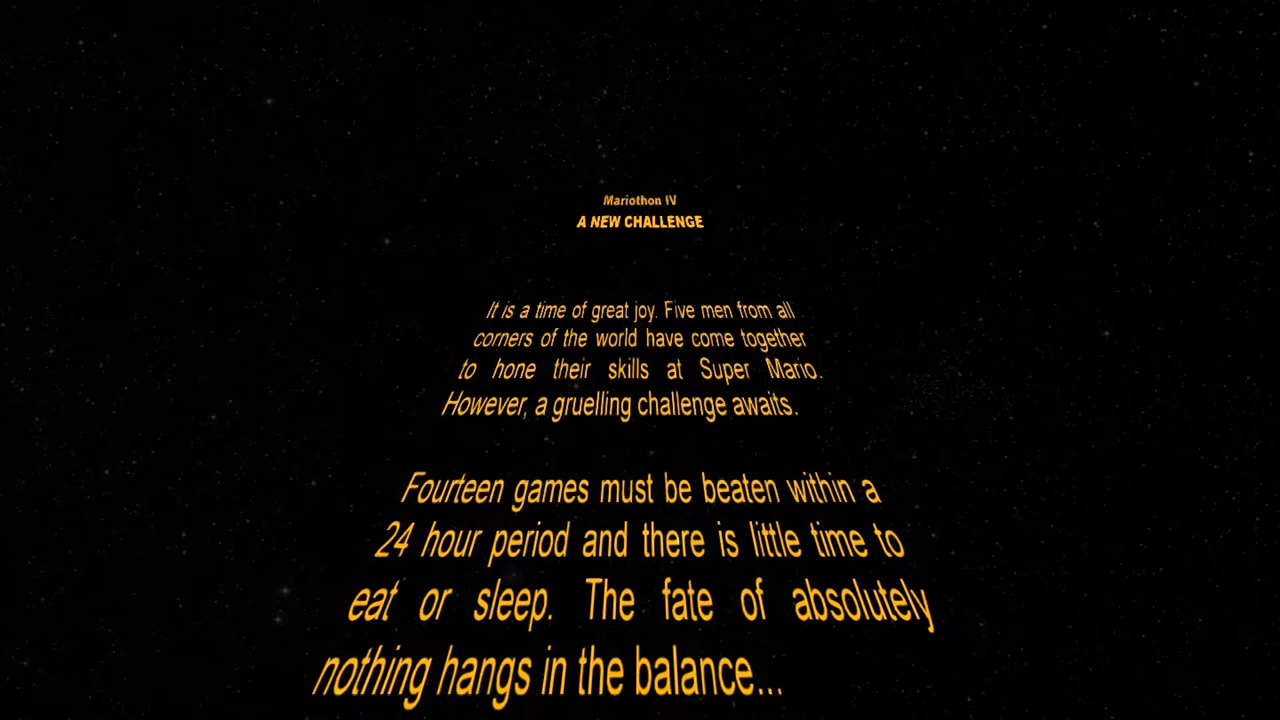 Mariothon IV
A NEW CHALLENGE
It is a time of great joy. Five men from all
corners of the world have come together
to hone their skills at Super Mario.
However, a gruelling challenge awaits.
Fourteen games must be beaten within a
24 hour period and there is little time to
eat or sleep. The fate of absolutely
nothing hangs in the balance...